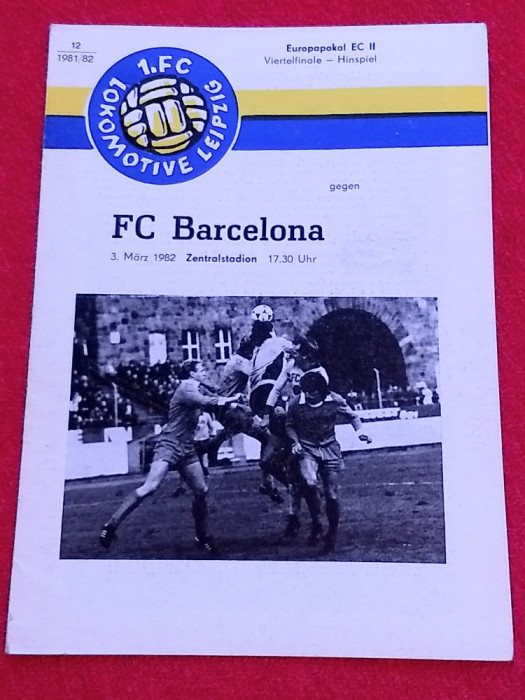 12
1981/82
1.FC
LOKOMOTIVE LEIPZIG
Europapokal EC II
Viertelfinale – Hinspiel
gegen
FC Barcelona
3. März 1982 Zentralstadion 17.30 Uhr